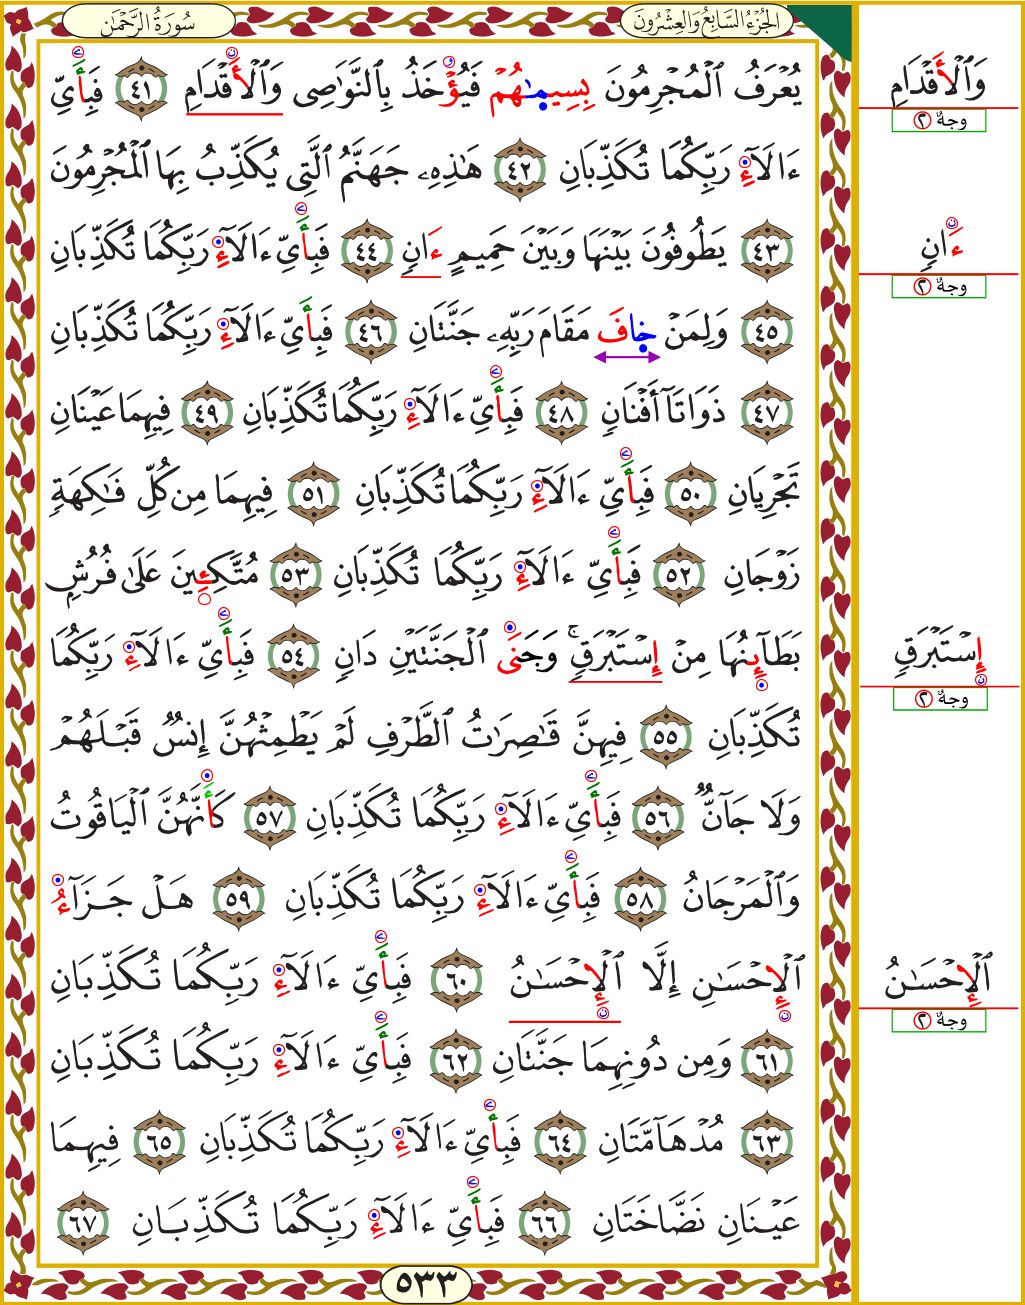 الجُزْءُ السَّابِعُ وَالعِشْرُونَ
سُورَةُ الرَّحْمَٰن
يُعْرَفُ ٱلْمُجْرِمُونَ بِسِيمَٰهُمْ فَيُؤْخَذُ بِٱلنَّوَٰصِى وَٱلْأَقْدَامِ ٤١ فَبِأَىِّ
ءَالَآءِ رَبِّكُمَا تُكَذِّبَانِ ٤٢ هَٰذِهِۦ جَهَنَّمُ ٱلَّتِى يُكَذِّبُ بِهَا ٱلْمُجْرِمُونَ
٤٣ يَطُوفُونَ بَيْنَهَا وَبَيْنَ حَمِيمٍ ءَانٍ ٤٤ فَبِأَىِّ ءَالَآءِ رَبِّكُمَا تُكَذِّبَانِ
٤٥ وَلِمَنْ خَافَ مَقَامَ رَبِّهِۦ جَنَّتَانِ ٤٦ فَبِأَىِّ ءَالَآءِ رَبِّكُمَا تُكَذِّبَانِ
٤٧ ذَوَاتَآ أَفْنَانٍ ٤٨ فَبِأَىِّ ءَالَآءِ رَبِّكُمَا تُكَذِّبَانِ ٤٩ فِيهِمَا عَيْنَانِ
تَجْرِيَانِ ٥٠ فَبِأَىِّ ءَالَآءِ رَبِّكُمَا تُكَذِّبَانِ ٥١ فِيهِمَا مِن كُلِّ فَٰكِهَةٍ
زَوْجَانِ ٥٢ فَبِأَىِّ ءَالَآءِ رَبِّكُمَا تُكَذِّبَانِ ٥٣ مُتَّكِـِٔينَ عَلَىٰ فُرُشٍ
بَطَآئِنُهَا مِنْ إِسْتَبْرَقٍ ۚ وَجَنَى ٱلْجَنَّتَيْنِ دَانٍ ٥٤ فَبِأَىِّ ءَالَآءِ رَبِّكُمَا
تُكَذِّبَانِ ٥٥ فِيهِنَّ قَٰصِرَٰتُ ٱلطَّرْفِ لَمْ يَطْمِثْهُنَّ إِنسٌ قَبْلَهُمْ
وَلَا جَآنٌّ ٥٦ فَبِأَىِّ ءَالَآءِ رَبِّكُمَا تُكَذِّبَانِ ٥٧ كَأَنَّهُنَّ ٱلْيَاقُوتُ
وَٱلْمَرْجَانُ ٥٨ فَبِأَىِّ ءَالَآءِ رَبِّكُمَا تُكَذِّبَانِ ٥٩ هَلْ جَزَآءُ
ٱلْإِحْسَٰنِ إِلَّا ٱلْإِحْسَٰنُ ٦٠ فَبِأَىِّ ءَالَآءِ رَبِّكُمَا تُكَذِّبَانِ
٦١ وَمِن دُونِهِمَا جَنَّتَانِ ٦٢ فَبِأَىِّ ءَالَآءِ رَبِّكُمَا تُكَذِّبَانِ
٦٣ مُدْهَآمَّتَانِ ٦٤ فَبِأَىِّ ءَالَآءِ رَبِّكُمَا تُكَذِّبَانِ ٦٥ فِيهِمَا
عَيْنَانِ نَضَّاخَتَانِ ٦٦ فَبِأَىِّ ءَالَآءِ رَبِّكُمَا تُكَذِّبَانِ ٦٧
٥٣٣
وَٱلْأَقْدَامِ
وجهٌ ٢
ءَانٍ
وجهٌ ٢
إِسْتَبْرَقٍ
وجهٌ ٢
ٱلْإِحْسَٰنُ
وجهٌ ٢